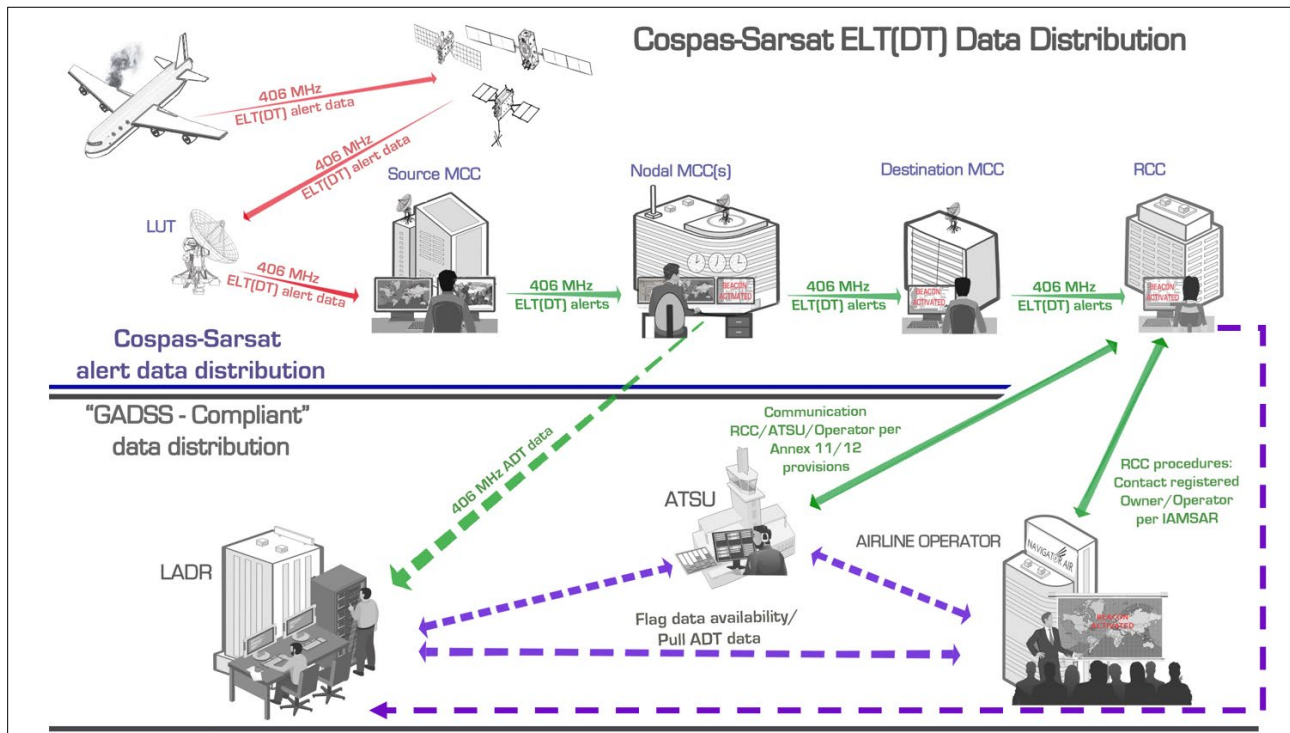 Cospas-Sarsat ELT(DT) Data Distribution
406 MHz
ELT(DT) alert data
406 MHz
ELT(DT) alert data
Source MCC
Nodal MCC(s)
Destination MCC
RCC
LUT
406 MHz
ELT(DT) alert data
406 MHz
ELT(DT) alerts
BEACON
ACTIVATED
406 MHz
ELT(DT) alerts
BEACON
ACTIVATED
406 MHz
ELT(DT) alerts
BEACON
ACTIVATED
Cospas-Sarsat
alert data distribution
“GADSS - Compliant”
data distribution
406 MHz ADT data
Communication
RCC/ATSU/Operator per
Annex 11/12
provisions
RCC procedures:
Contact registered
Owner/Operator
per IAMSAR
ATSU
AIRLINE OPERATOR
LADR
NAVIGATOR AIR
BEACON
ACTIVATED
Flag data availability/
Pull ADT data